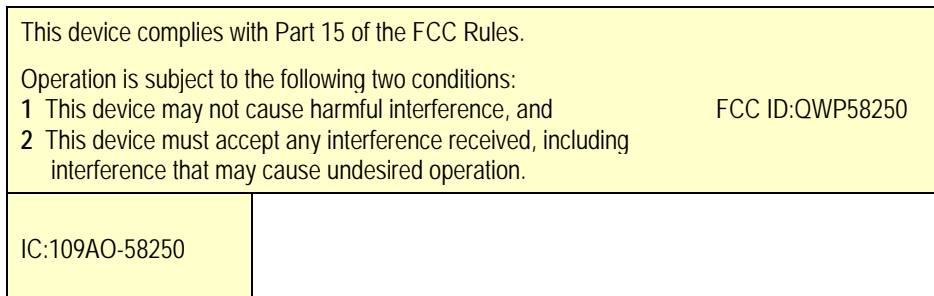 This device complies with Part 15 of the FCC Rules.
Operation is subject to the following two conditions:
1 This device may not cause harmful interference, and FCC ID:QWP58250
2 This device must accept any interference received, including
interference that may cause undesired operation.
IC:109AO-58250